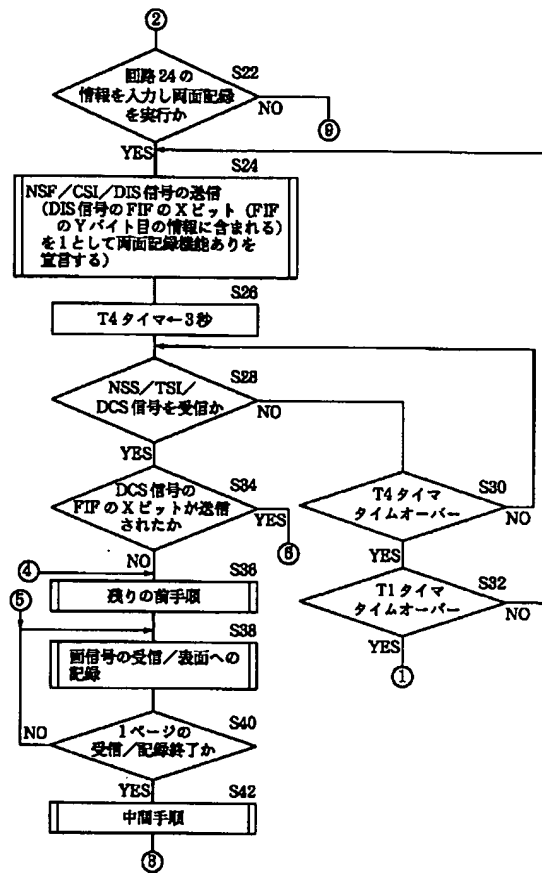 ②
回路24の
情報を入力し両面記録
を実行か
S22
NO
⑨
YES
S24
NSF/CSI/DIS信号の送信
(DIS信号のFIFのXビット(FIF
のYバイト目の情報に含まれる)
を1として両面記録機能ありを
宣言する)
S26
T4タイマ←3秒
S28
NSS/TSI/
DCS信号を受信か
NO
YES
S34
DCS信号の
FIFのXビットが送信
されたか
YES
⑥
NO
S30
T4タイマ
タイムオーバー
NO
YES
S32
T1タイマ
タイムオーバー
NO
YES
①
④
S36
残りの前手順
⑤
S38
画信号の受信/表面への
記録
S40
1ページの
受信/記録終了か
NO
YES
S42
中間手順
⑧